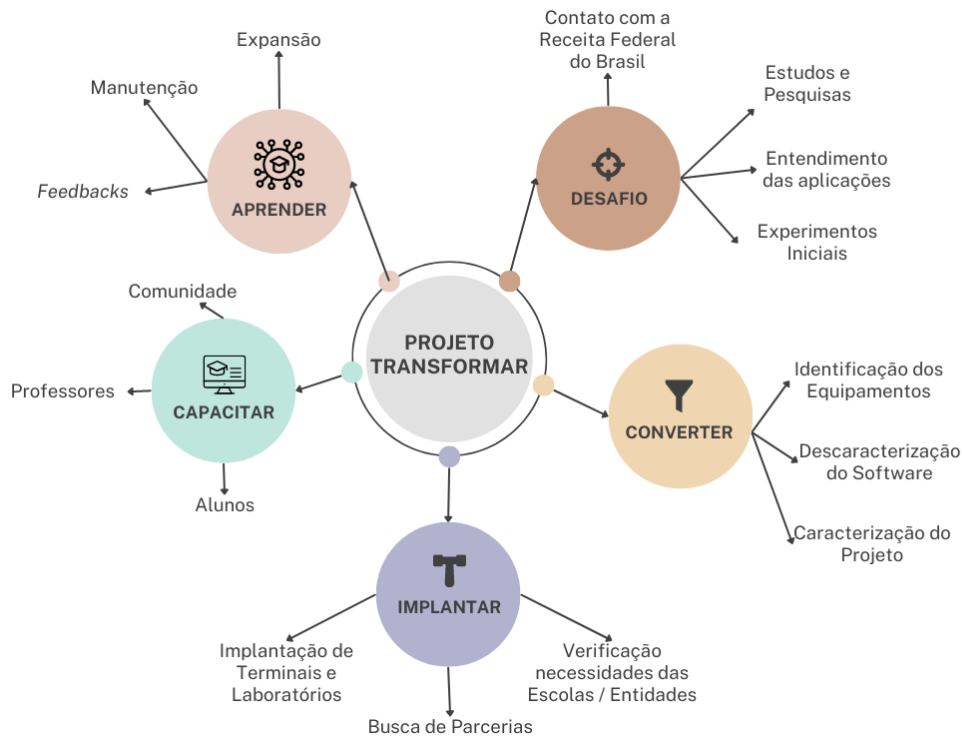 Expansão
Manutenção
Feedbacks
APRENDER
Contato com a
Receita Federal
do Brasil
Estudos e
Pesquisas
Entendimento
das aplicações
Experimentos
Iniciais
DESAFIO
PROJETO
TRANSFORMAR
Comunidade
Professores
CAPACITAR
Alunos
CONVERTER
Identificação dos
Equipamentos
Descaracterização
do Software
Caracterização do
Projeto
IMPLANTAR
Implantação de
Terminais e
Laboratórios
Busca de Parcerias
Verificação
necessidades das
Escolas / Entidades